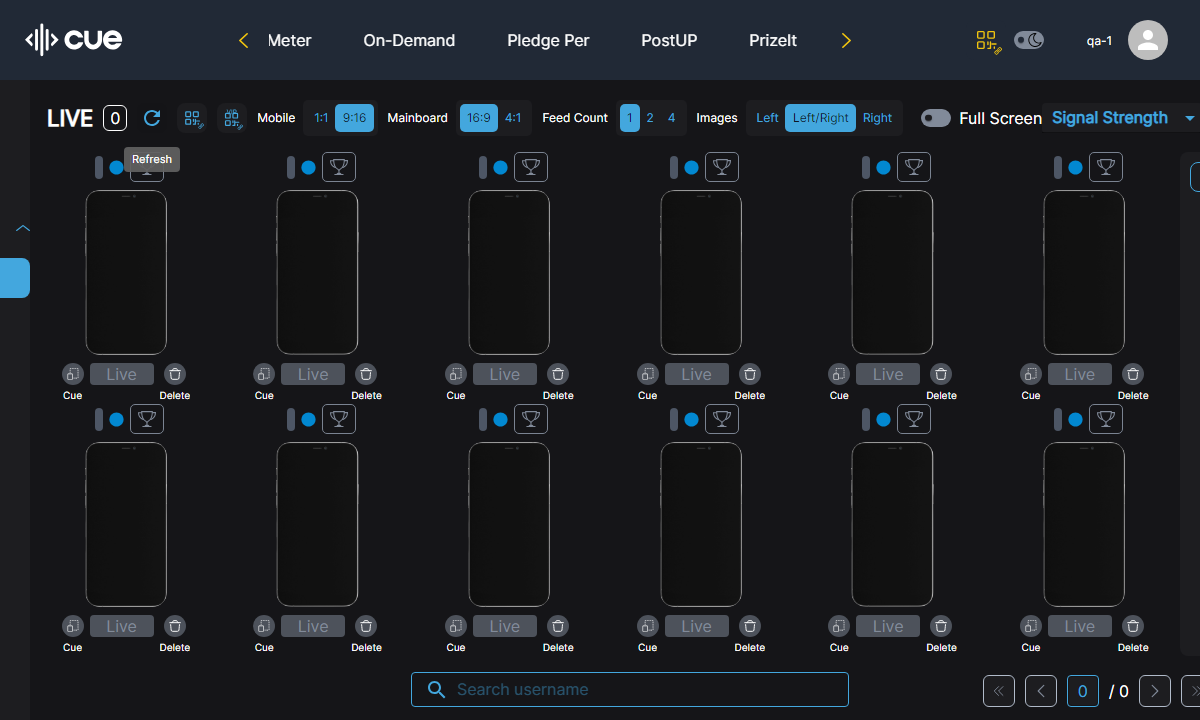 cue
Meter On-Demand Pledge Per PostUP PrizeIt
qa-1
LIVE 0 Mobile 1:1 9:16 Mainboard 16:9 4:1 Feed Count 1 2 4 Images Left Left/Right Right Full Screen Signal Strength
Refresh
Live Live Live Live Live Live
Cue Delete Cue Delete Cue Delete Cue Delete Cue Delete Cue Delete
Live Live Live Live Live Live
Cue Delete Cue Delete Cue Delete Cue Delete Cue Delete Cue Delete
Search username
0 / 0